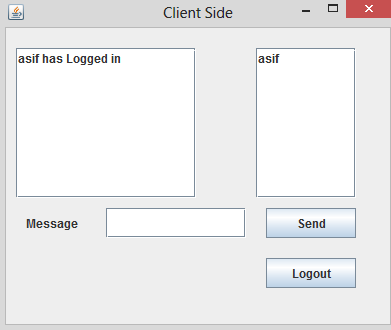 Client Side
asif has Logged in
asif
Message
Send
Logout